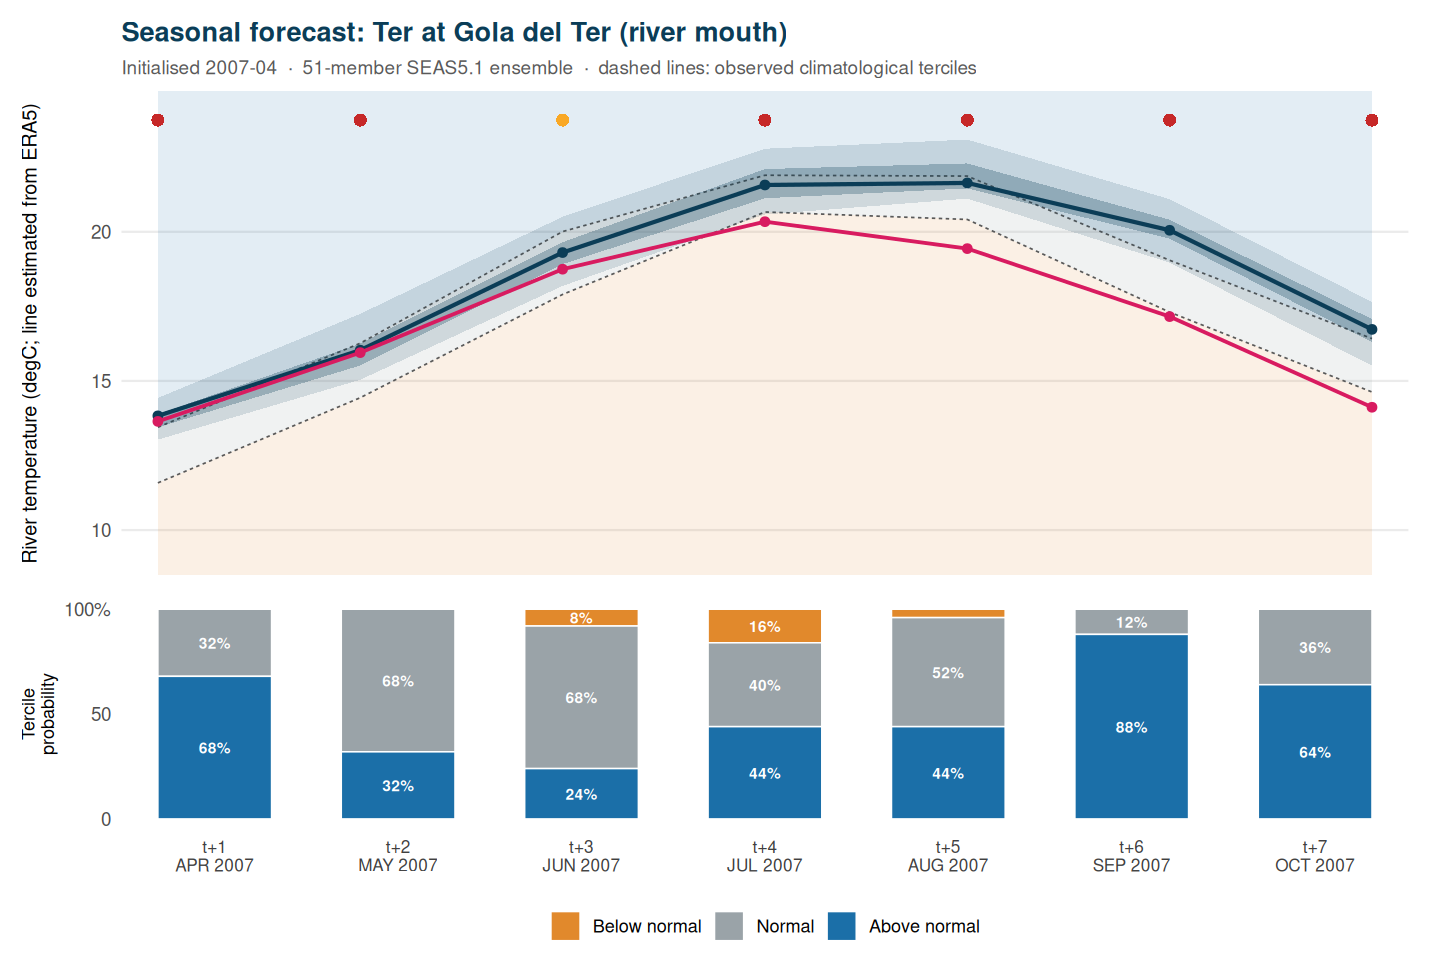 Seasonal forecast: Ter at Gola del Ter (river mouth)
Initialised 2007-04 · 51-member SEAS5.1 ensemble · dashed lines: observed climatological terciles
River temperature (degC; line estimated from ERA5)
20
15
10
Tercile
probability
100%
50
0
32%
68%
68%
32%
8%
68%
24%
16%
40%
44%
52%
44%
12%
88%
36%
64%
t+1
APR 2007
t+2
MAY 2007
t+3
JUN 2007
t+4
JUL 2007
t+5
AUG 2007
t+6
SEP 2007
t+7
OCT 2007
Below normal
Normal
Above normal